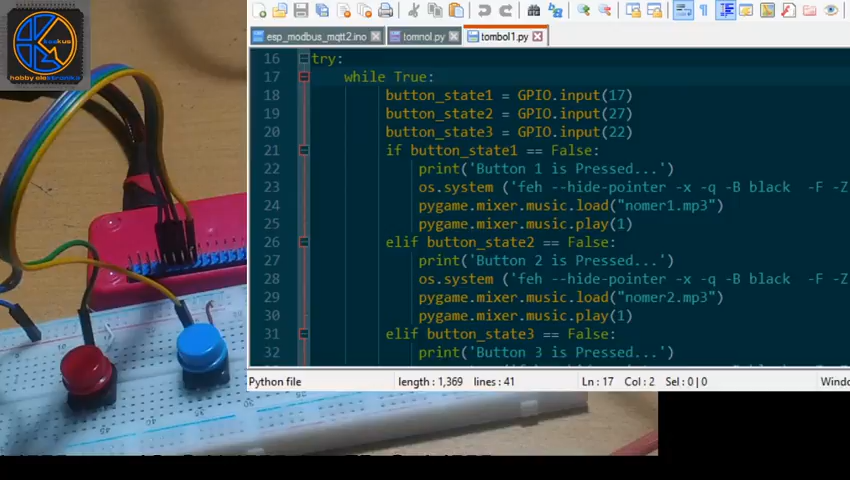 koskus
hobby elektronika
esp_modbus_mqtt2.ino
tomnol.py
tombol1.py
16 try:
17 while True:
18 button_state1 = GPIO.input(17)
19 button_state2 = GPIO.input(27)
20 button_state3 = GPIO.input(22)
21 if button_state1 == False:
22 print('Button 1 is Pressed...')
23 os.system ('feh --hide-pointer -x -q -B black  -F -Z
24 pygame.mixer.music.load("nomer1.mp3")
25 pygame.mixer.music.play(1)
26 elif button_state2 == False:
27 print('Button 2 is Pressed...')
28 os.system ('feh --hide-pointer -x -q -B black  -F -Z
29 pygame.mixer.music.load("nomer2.mp3")
30 pygame.mixer.music.play(1)
31 elif button_state3 == False:
32 print('Button 3 is Pressed...')
Python file length : 1,369 lines : 41 Ln : 17 Col : 2 Sel : 0 | 0 Windo
35